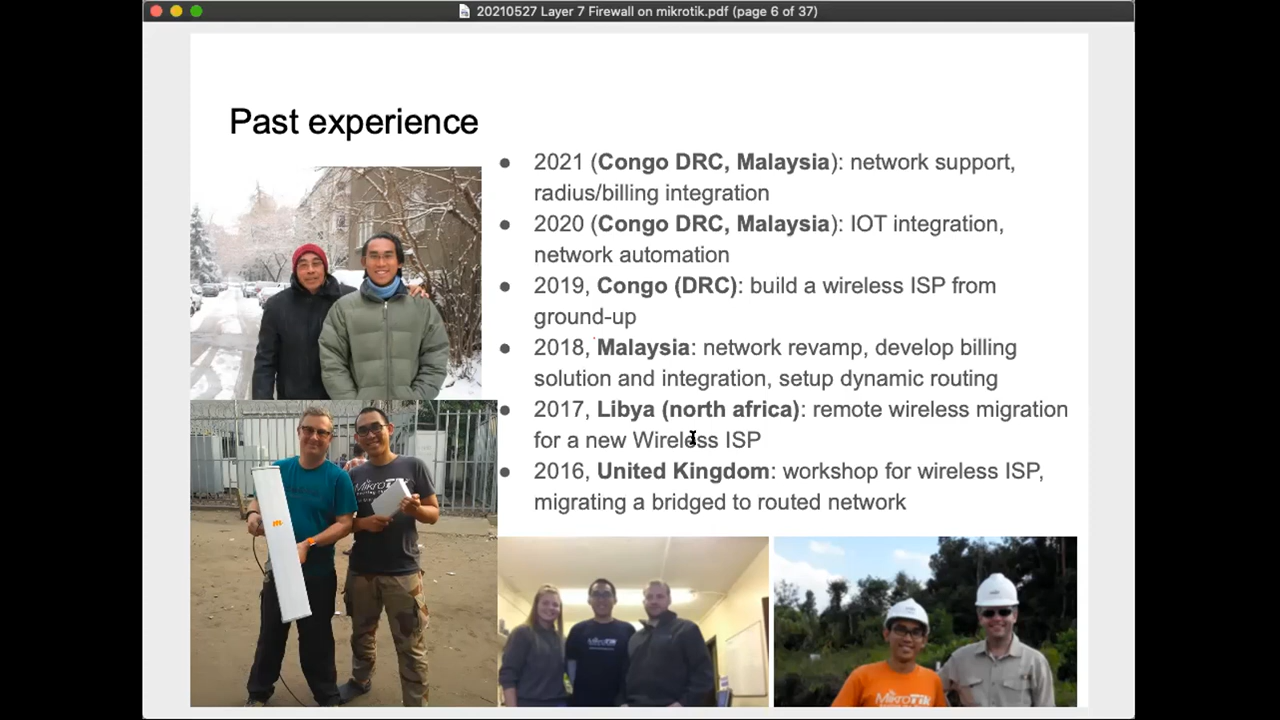 20210527 Layer 7 Firewall on mikrotik.pdf (page 6 of 37)
Past experience
● 2021 (Congo DRC, Malaysia): network support,
radius/billing integration
● 2020 (Congo DRC, Malaysia): IOT integration,
network automation
● 2019, Congo (DRC): build a wireless ISP from
ground-up
● 2018, Malaysia: network revamp, develop billing
solution and integration, setup dynamic routing
● 2017, Libya (north africa): remote wireless migration
for a new Wireless ISP
● 2016, United Kingdom: workshop for wireless ISP,
migrating a bridged to routed network
MikroTik
MikroTik
MikroTik